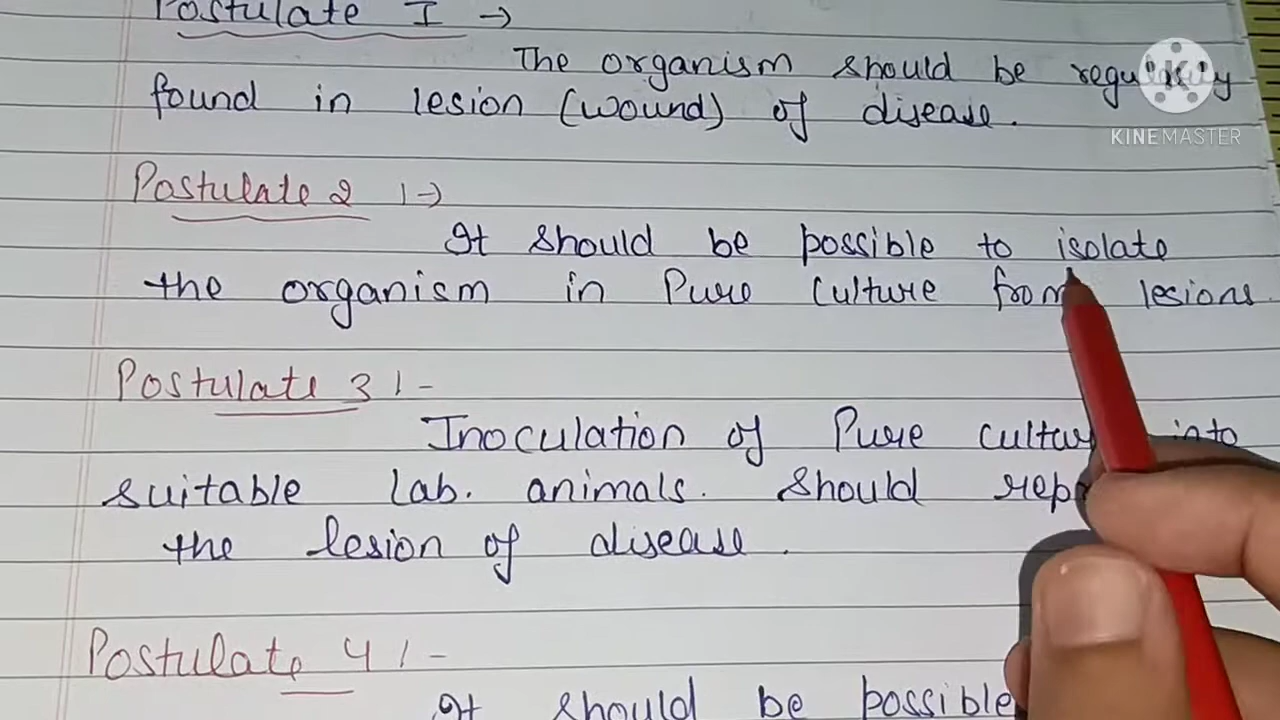 Postulate I →
The organism should be regularly
found in lesion (wound) of disease.
KINEMASTER
Postulate 2 :→
It should be possible to isolate
the organism in Pure Culture from lesions.
Postulate 3 :-
Inoculation of Pure culture into
suitable lab. animals. Should
the lesion of disease.
Postulate 4 :-
It should be possible